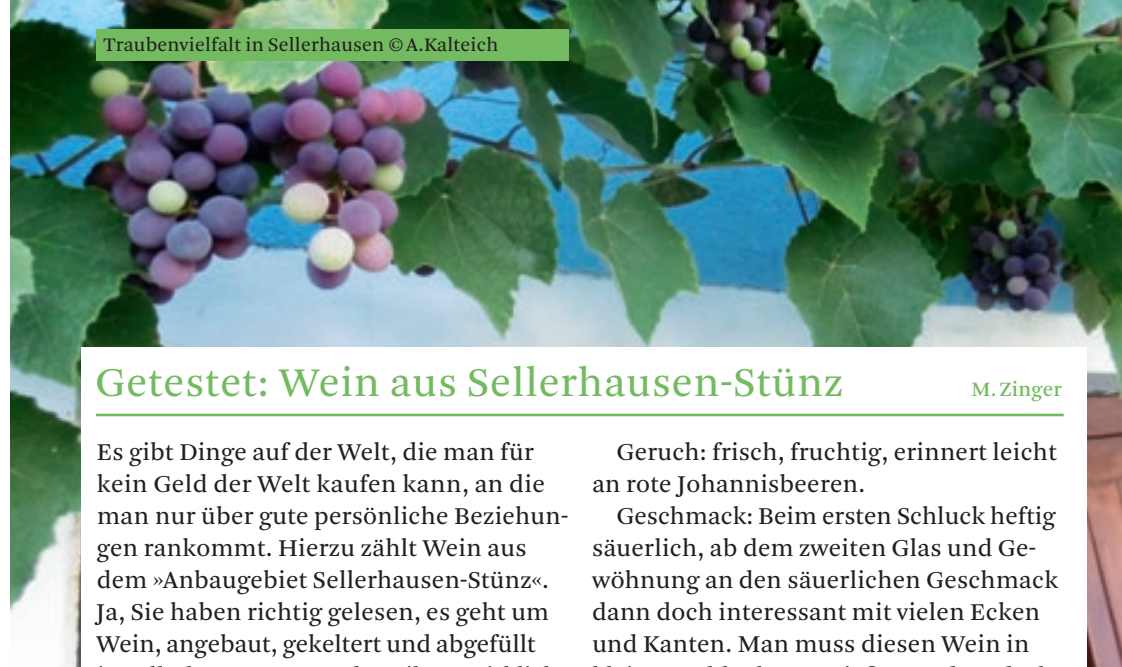 Traubenvielfalt in Sellerhausen © A.Kalteich
Getestet: Wein aus Sellerhausen-Stünz
M. Zinger
Es gibt Dinge auf der Welt, die man für
kein Geld der Welt kaufen kann, an die
man nur über gute persönliche Beziehun-
gen rankommt. Hierzu zählt Wein aus
dem »Anbaugebiet Sellerhausen-Stünz«.
Ja, Sie haben richtig gelesen, es geht um
Wein, angebaut, gekeltert und abgefüllt
Geruch: frisch, fruchtig, erinnert leicht
an rote Johannisbeeren.
Geschmack: Beim ersten Schluck heftig
säuerlich, ab dem zweiten Glas und Ge-
wöhnung an den säuerlichen Geschmack
dann doch interessant mit vielen Ecken
und Kanten. Man muss diesen Wein in